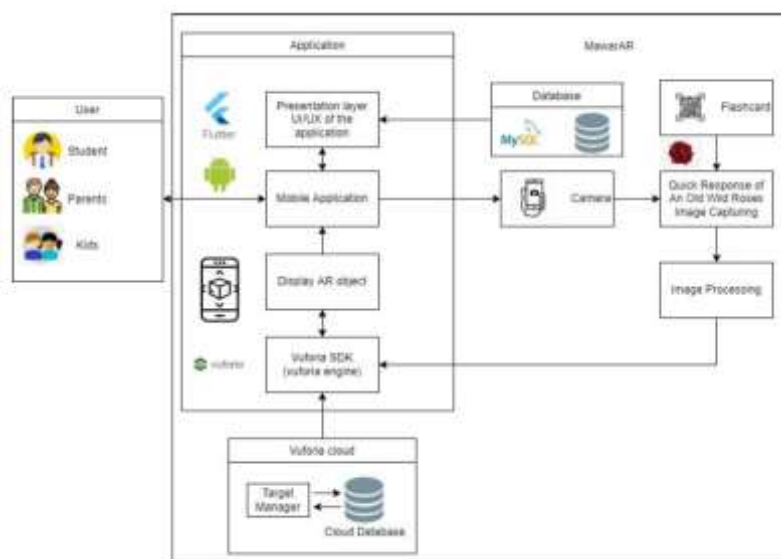 Application
MawarAR
User
Student
Parents
Kids
Flutter
Presentation layer
UI/UX of the
application
Database
MySQL
Flashcard
Mobile Application
Camera
Quick Response of
An Old Wild Roses
Image Capturing
Display AR object
Image Processing
vuforia
Vuforia SDK
(vuforia engine)
Vuforia cloud
Target
Manager
Cloud Database